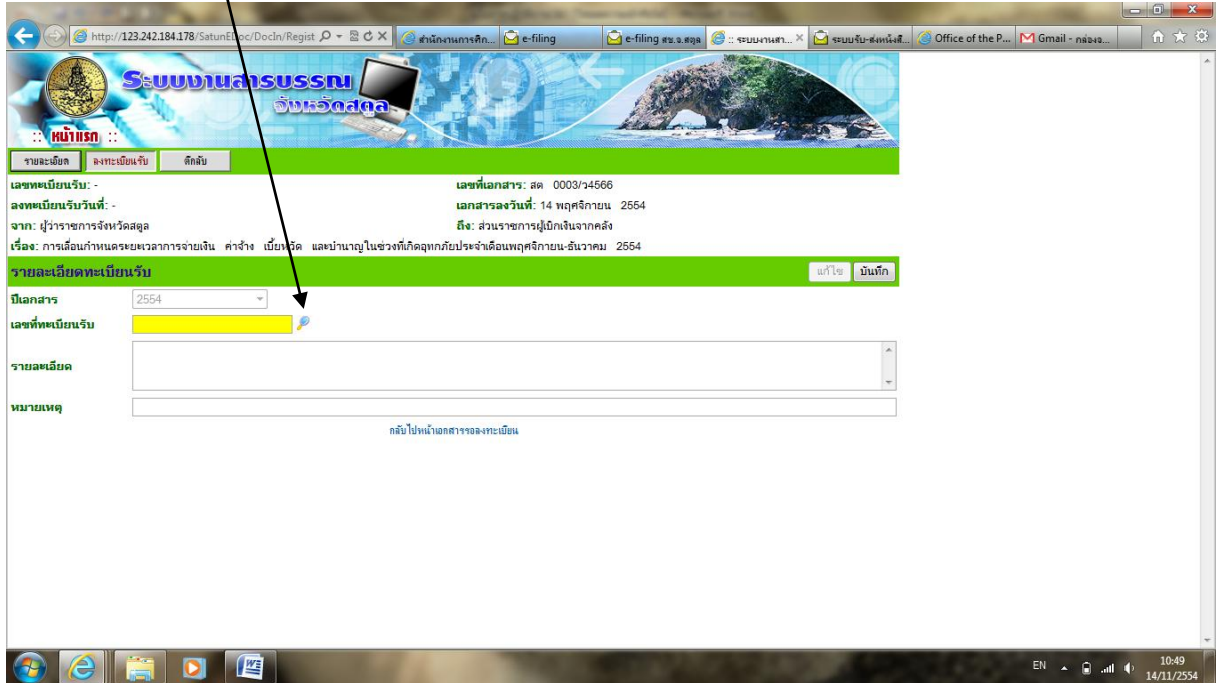 http://123.242.184.178/SatunEDoc/DocIn/Regist
สำนักงานการศึก...
e-filing
e-filing สข.จ.สตูล
:: ระบบงานสา...
ระบบรับ-ส่งหนังสื...
Office of the P...
Gmail - กล่องจ...
ระบบงานสารบรรณ
จังหวัดสตูล
:: หน้าแรก ::
รายละเอียด ลงทะเบียนรับ ตีกลับ
เลขทะเบียนรับ: - เลขที่เอกสาร: สต 0003/ว4566
ลงทะเบียนรับวันที่: - เอกสารลงวันที่: 14 พฤศจิกายน 2554
จาก: ผู้ว่าราชการจังหวัดสตูล ถึง: ส่วนราชการผู้เบิกเงินจากคลัง
เรื่อง: การเลื่อนกำหนดระยะเวลาการจ่ายเงิน ค่าจ้าง เบี้ยหวัด และบำนาญในช่วงที่เกิดอุทกภัยประจำเดือนพฤศจิกายน-ธันวาคม 2554
รายละเอียดทะเบียนรับ แก้ไข บันทึก
ปีเอกสาร 2554
เลขที่ทะเบียนรับ
รายละเอียด
หมายเหตุ
กลับไปหน้าเอกสารรอลงทะเบียน
EN
10:49
14/11/2554